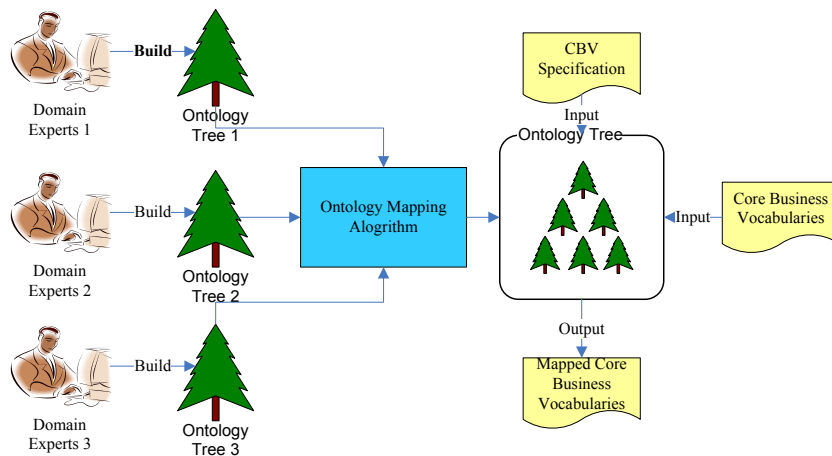 Build
Domain
Experts 1
Ontology
Tree 1
Build
Domain
Experts 2
Ontology
Tree 2
Build
Domain
Experts 3
Ontology
Tree 3
Ontology Mapping
Alogrithm
CBV
Specification
Input
Ontology Tree
Input
Core Business
Vocabularies
Output
Mapped Core
Business
Vocabularies